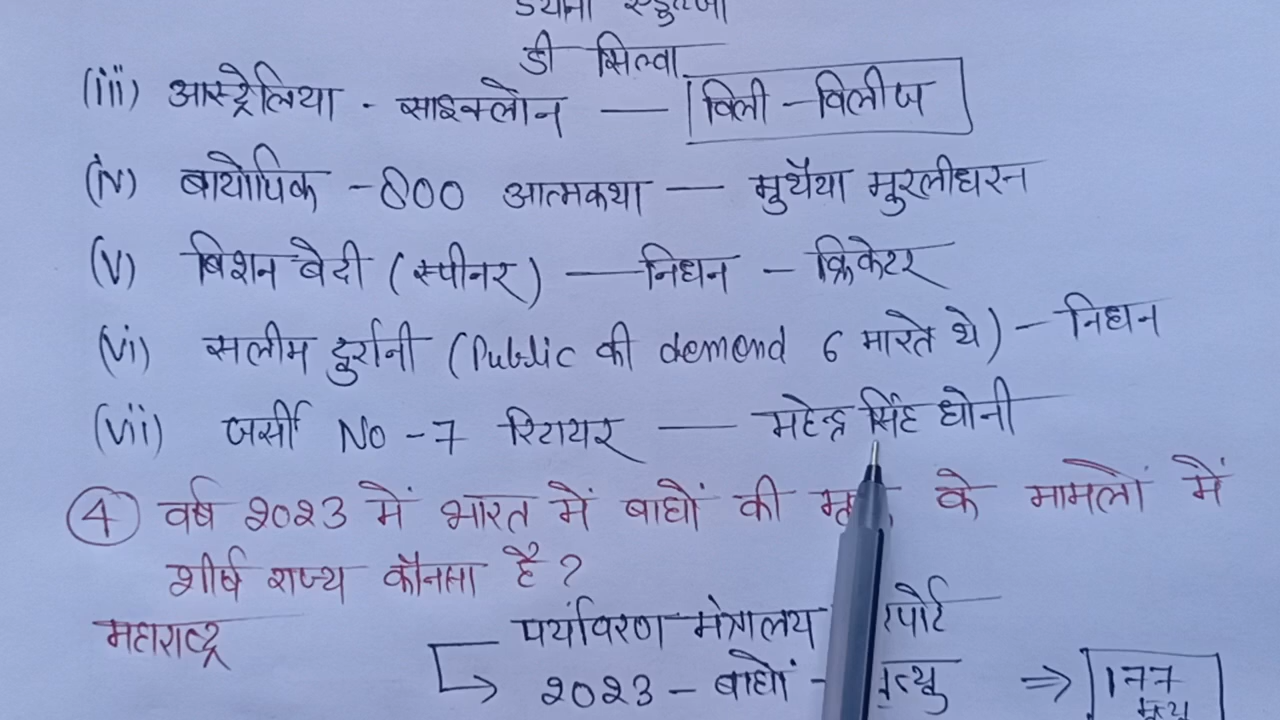 डी सिल्वा
(iii) आस्ट्रेलिया - साइक्लोन — विली - विलीज
(iv) बायोपिक - 800 आत्मकथा — मुथैया मुरलीधरन
(v) बिशन बेदी (स्पीनर) — निधन - क्रिकेटर
(vi) सलीम दुर्रानी (Public की demand 6 मारते थे) - निधन
(vii) जर्सी No - 7 रिटायर — महेन्द्र सिंह धोनी
④ वर्ष 2023 में भारत में बाघों की के मामलों में
शीर्ष राज्य कौनसा है ?
महाराष्ट्र
पर्यावरण मंत्रालय
2023 - बाघों - ⇒ 177
मृत्यु